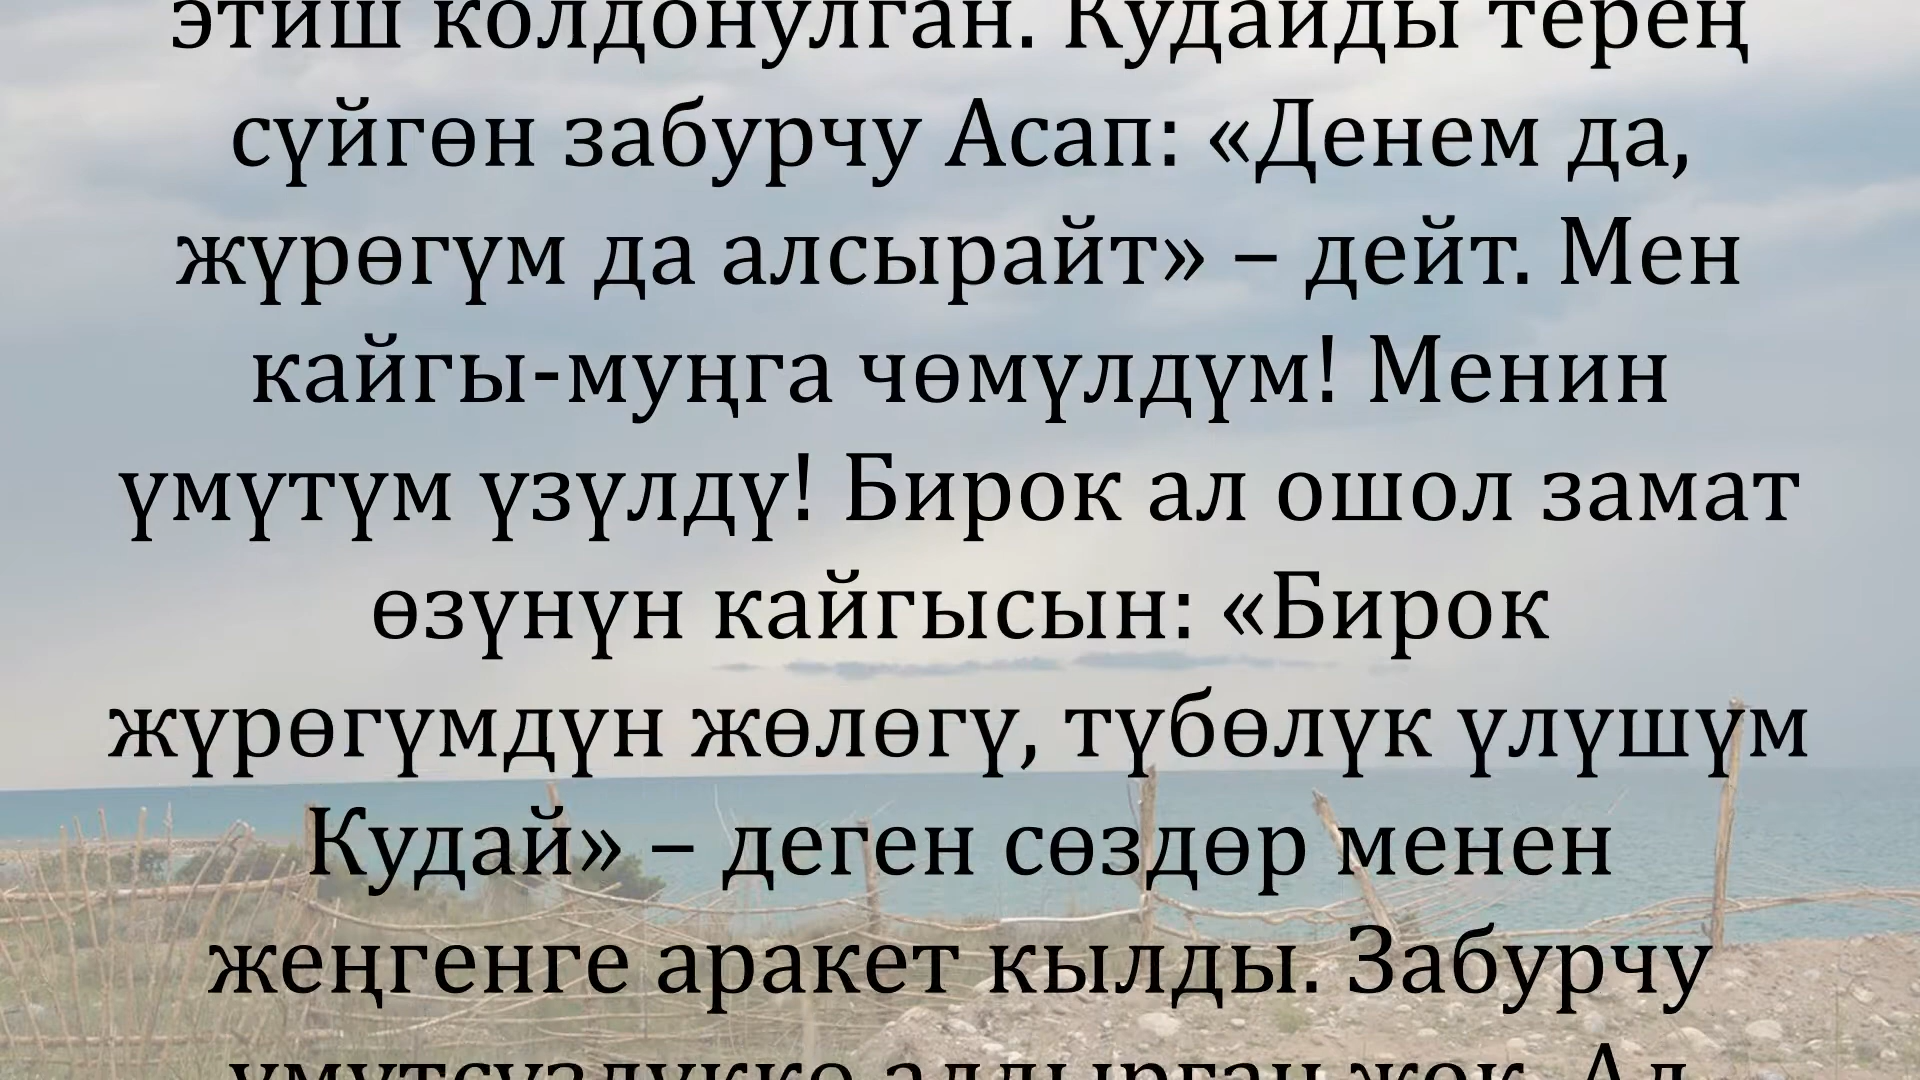 этиш колдонулган. Кудайды терең
сүйгөн забурчу Асап: «Денем да,
жүрөгүм да алсырайт» – дейт. Мен
кайгы-муңга чөмүлдүм! Менин
үмүтүм үзүлдү! Бирок ал ошол замат
өзүнүн кайгысын: «Бирок
жүрөгүмдүн жөлөгү, түбөлүк үлүшүм
Кудай» – деген сөздөр менен
жеңгенге аракет кылды. Забурчу
үмүтсүздүккө алдырган жок. Ал